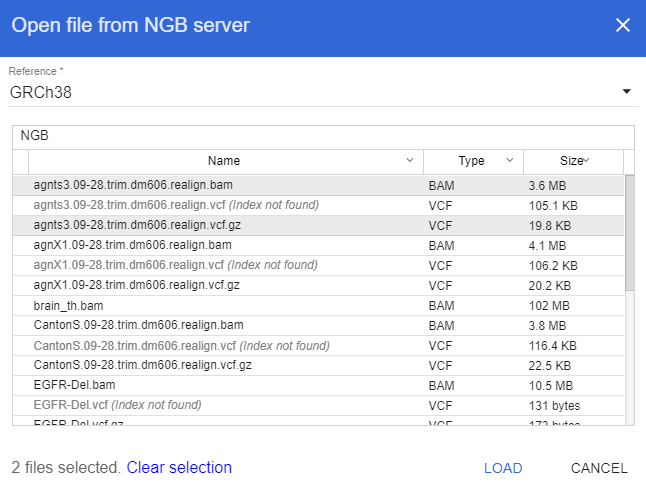 Open file from NGB server
Reference *
GRCh38
NGB
Name Type Size
agnts3.09-28.trim.dm606.realign.bam BAM 3.6 MB
agnts3.09-28.trim.dm606.realign.vcf (Index not found) VCF 105.1 KB
agnts3.09-28.trim.dm606.realign.vcf.gz VCF 19.8 KB
agnX1.09-28.trim.dm606.realign.bam BAM 4.1 MB
agnX1.09-28.trim.dm606.realign.vcf (Index not found) VCF 106.2 KB
agnX1.09-28.trim.dm606.realign.vcf.gz VCF 20.2 KB
brain_th.bam BAM 102 MB
CantonS.09-28.trim.dm606.realign.bam BAM 3.8 MB
CantonS.09-28.trim.dm606.realign.vcf (Index not found) VCF 116.4 KB
CantonS.09-28.trim.dm606.realign.vcf.gz VCF 22.5 KB
EGFR-Del.bam BAM 10.5 MB
EGFR-Del.vcf (Index not found) VCF 131 bytes
EGFR-Del.vcf.gz VCF 173 bytes
2 files selected. Clear selection LOAD CANCEL